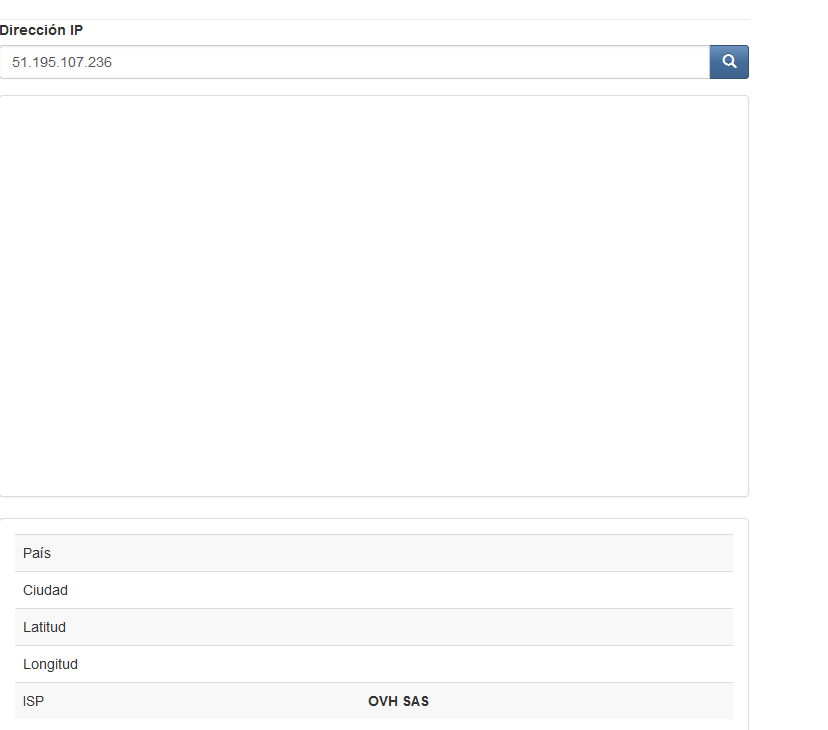 Dirección IP
51.195.107.236
País
Ciudad
Latitud
Longitud
ISP OVH SAS